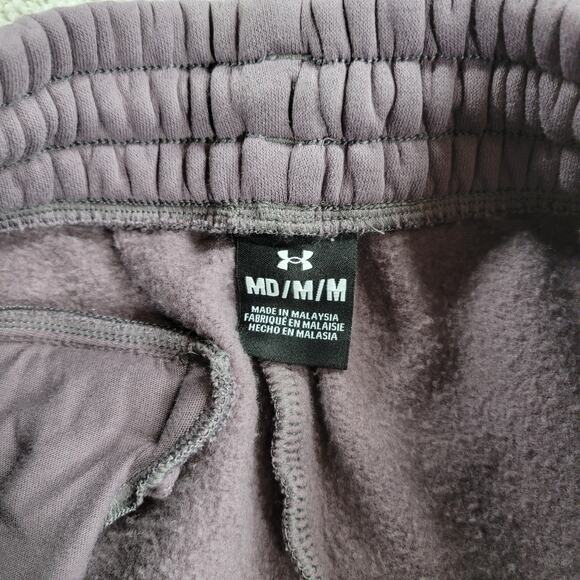 MD/M/M
MADE IN MALAYSIA
FABRIQUÉ EN MALAISIE
HECHO EN MALASIA